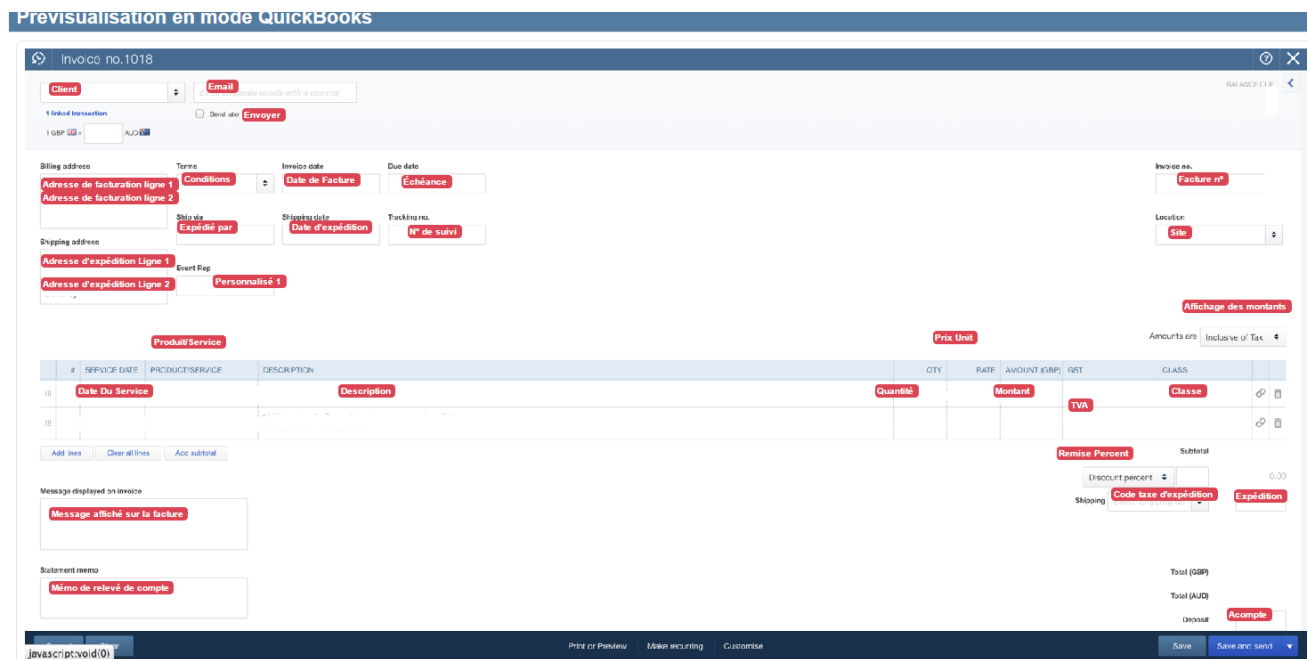 Prévisualisation en mode QuickBooks
Invoice no.1018
Client
Email
BALANCE DUE
1 linked transaction
Send later
Envoyer
1 GBP
=
AUD
Billing address
Terms
Invoice date
Due date
Invoice no.
Adresse de facturation ligne 1
Conditions
Date de Facture
Échéance
Facture n°
Adresse de facturation ligne 2
Ship via
Shipping date
Tracking no.
Location
Expédié par
Date d'expédition
N° de suivi
Site
Shipping address
Adresse d'expédition Ligne 1
Event Rep
Adresse d'expédition Ligne 2
Personnalisé 1
Affichage des montants
Produit/Service
Prix Unit
Amounts are
Inclusive of Tax
# SERVICE DATE PRODUCT/SERVICE DESCRIPTION QTY RATE AMOUNT (GBP) GST CLASS
Date Du Service
Description
Quantité
Montant
Classe
TVA
Add lines
Clear all lines
Add subtotal
Remise Percent
Subtotal
Discount percent
0.00
Message displayed on invoice
Shipping
Code taxe d'expédition
Expédition
Message affiché sur la facture
Statement memo
Total (GBP)
Mémo de relevé de compte
Total (AUD)
Acompte
Deposit
javascript:void(0)
Print or Preview
Make recurring
Customise
Save
Save and send